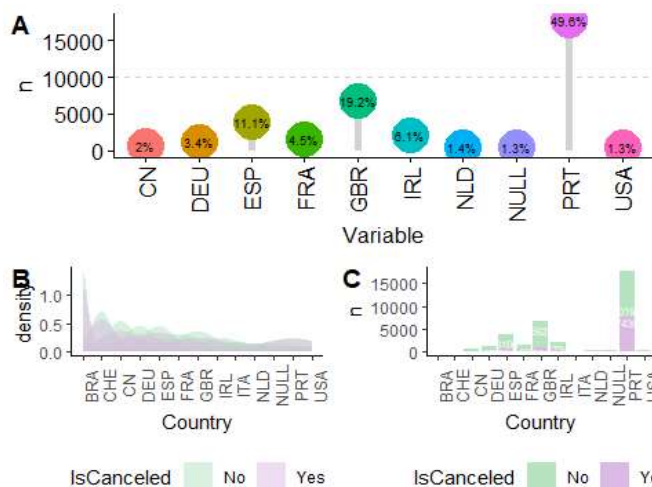 A
n
15000
10000
5000
0
2%
3.4%
11.1%
4.5%
19.2%
6.1%
1.4%
1.3%
49.6%
1.3%
CN DEU ESP FRA GBR IRL NLD NULL PRT USA
Variable
B
density
1.0
0.5
0.0
BRA CHE CN DEU ESP FRA GBR IRL ITA NLD NULL PRT USA
Country
IsCanceled No Yes
C
n
15000
10000
5000
0
BRA CHE CN DEU ESP FRA GBR IRL ITA NLD NULL PRT USA
Country
IsCanceled No